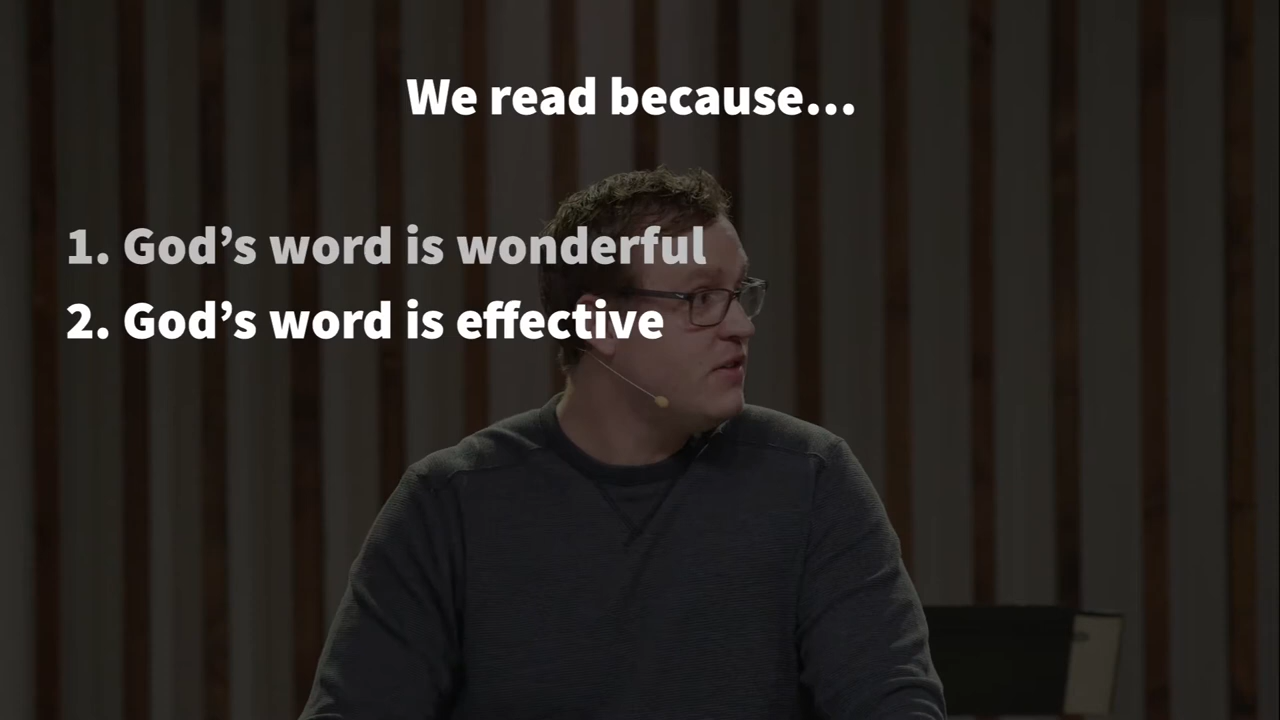 We read because...
1. God’s word is wonderful
2. God’s word is effective